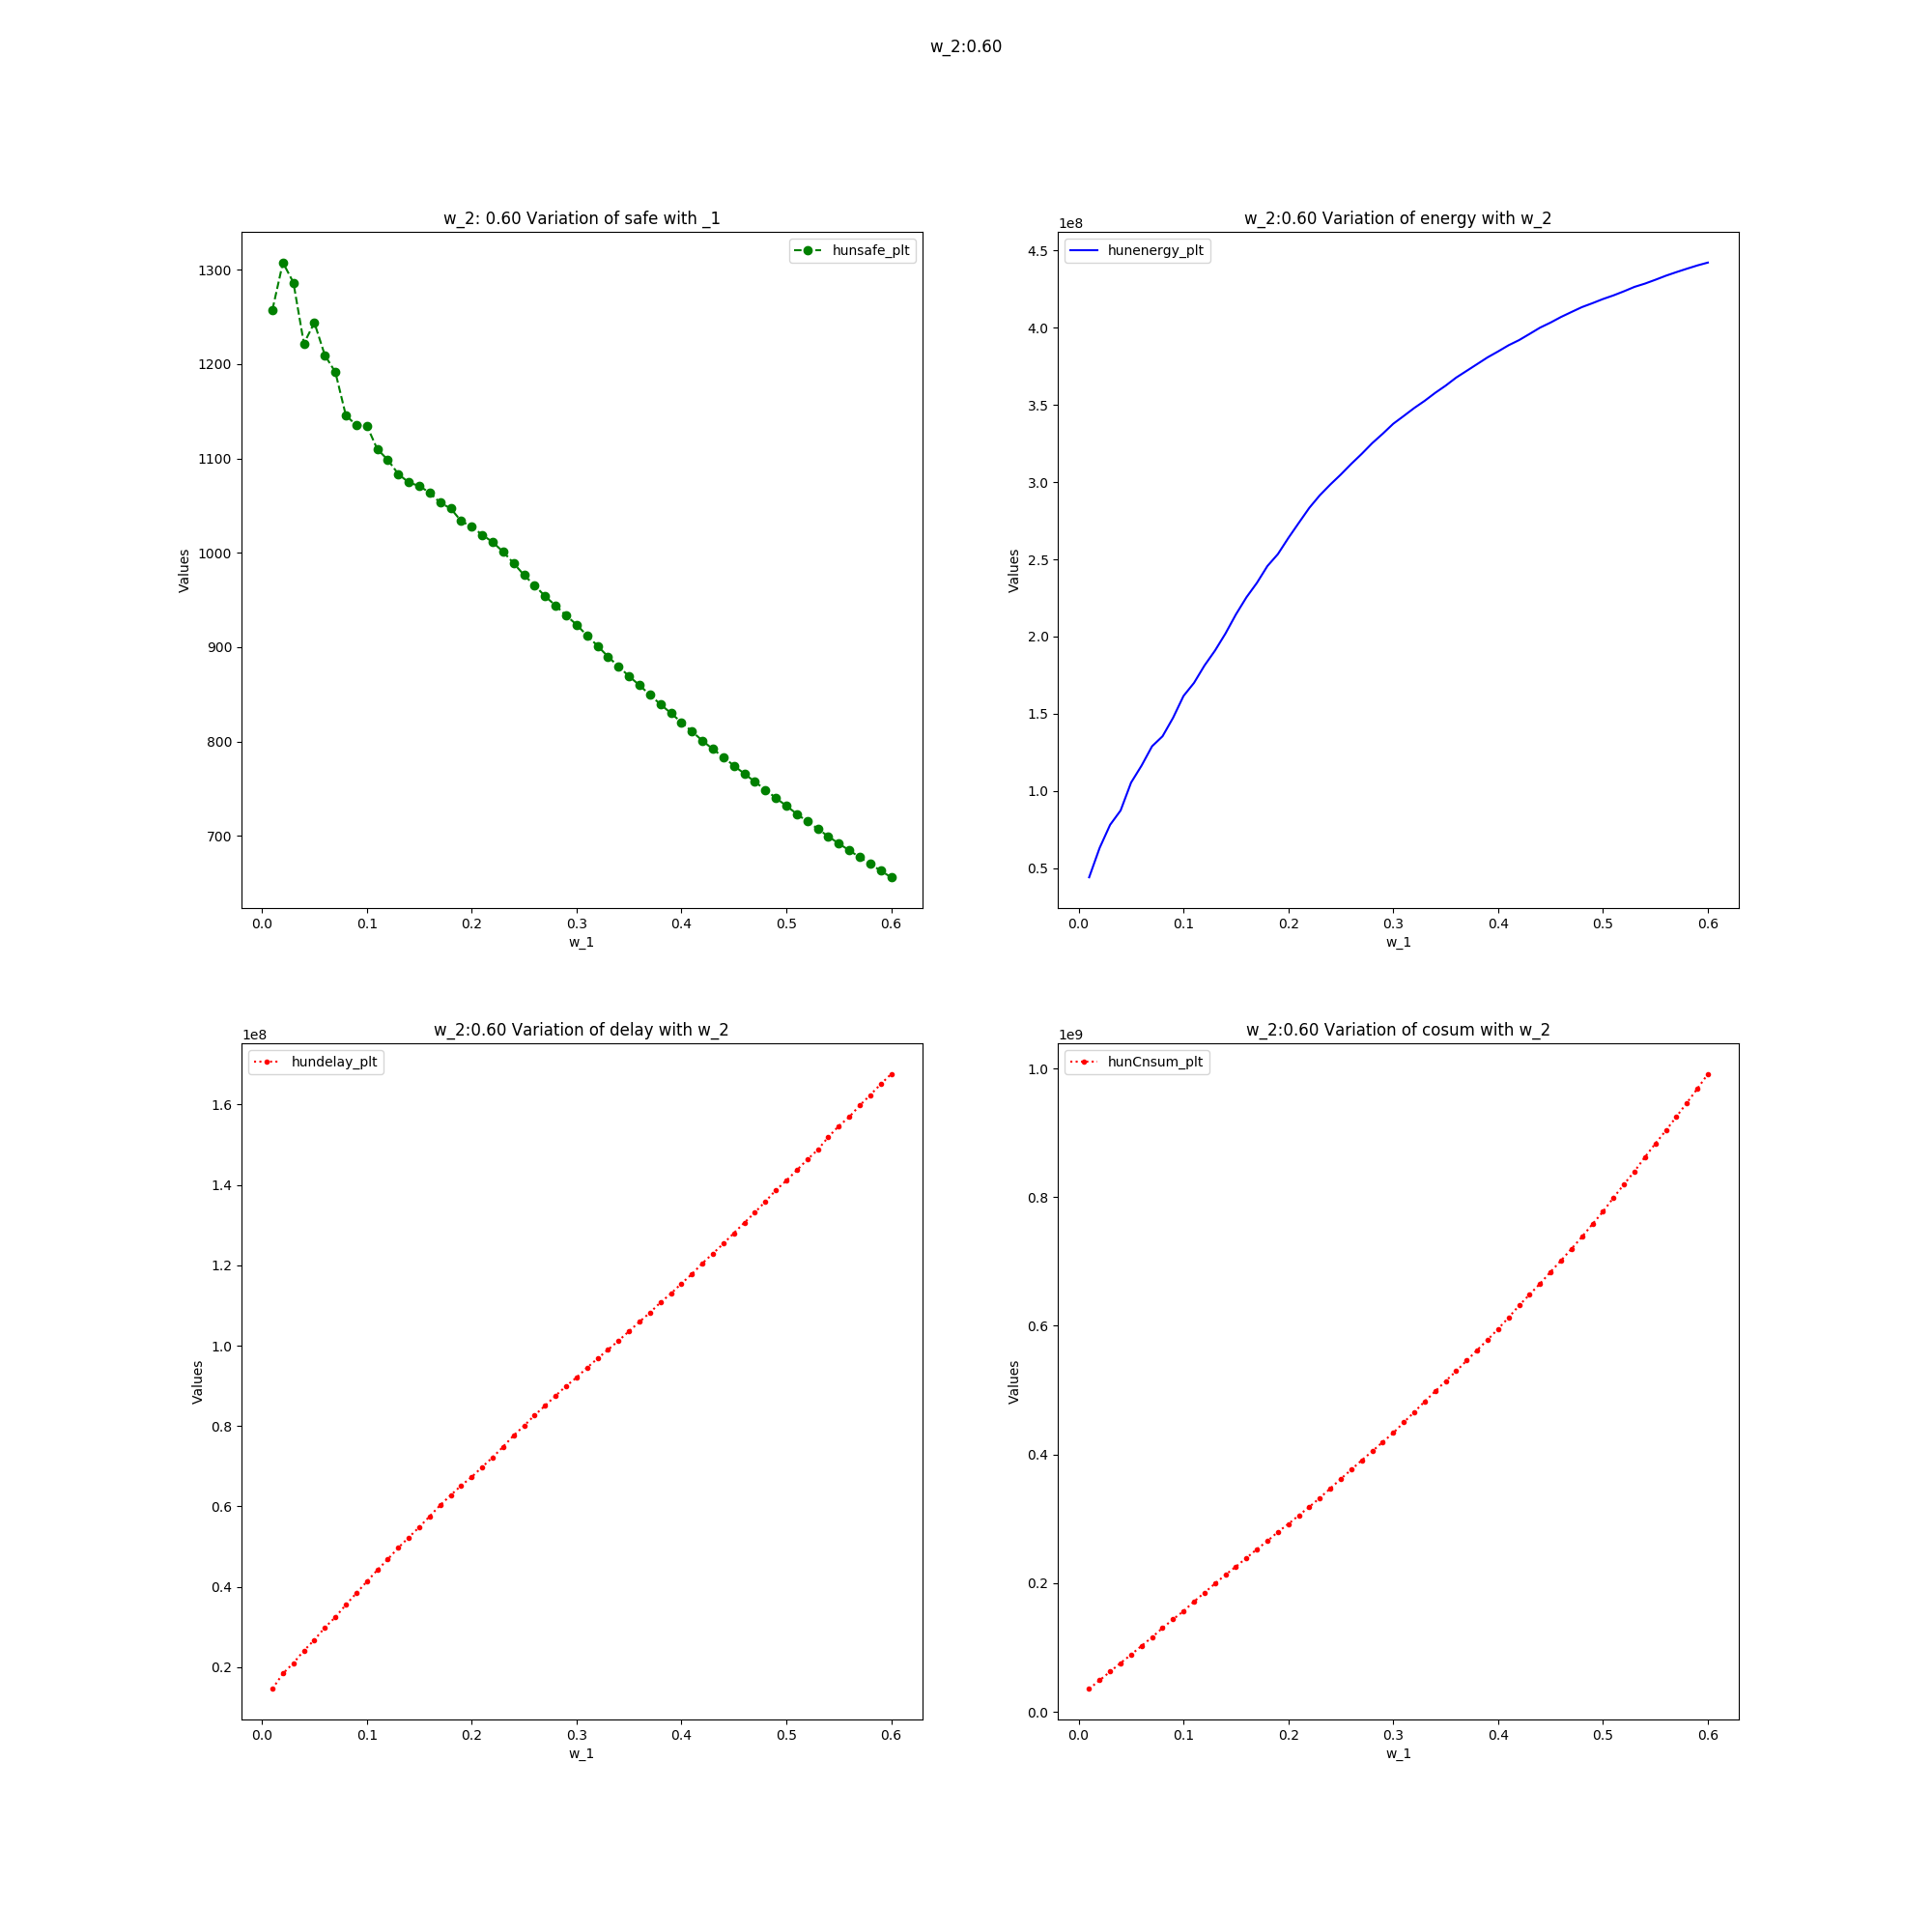 w_2:0.60
w_2: 0.60 Variation of safe with _1
hunsafe_plt
1300
1200
1100
1000
900
800
700
Values
0.0 0.1 0.2 0.3 0.4 0.5 0.6
w_1
w_2:0.60 Variation of energy with w_2
1e8
hunenergy_plt
4.5
4.0
3.5
3.0
2.5
2.0
1.5
1.0
0.5
Values
0.0 0.1 0.2 0.3 0.4 0.5 0.6
w_1
w_2:0.60 Variation of delay with w_2
1e8
hundelay_plt
1.6
1.4
1.2
1.0
0.8
0.6
0.4
0.2
Values
0.0 0.1 0.2 0.3 0.4 0.5 0.6
w_1
w_2:0.60 Variation of cosum with w_2
1e9
hunCnsum_plt
1.0
0.8
0.6
0.4
0.2
0.0
Values
0.0 0.1 0.2 0.3 0.4 0.5 0.6
w_1